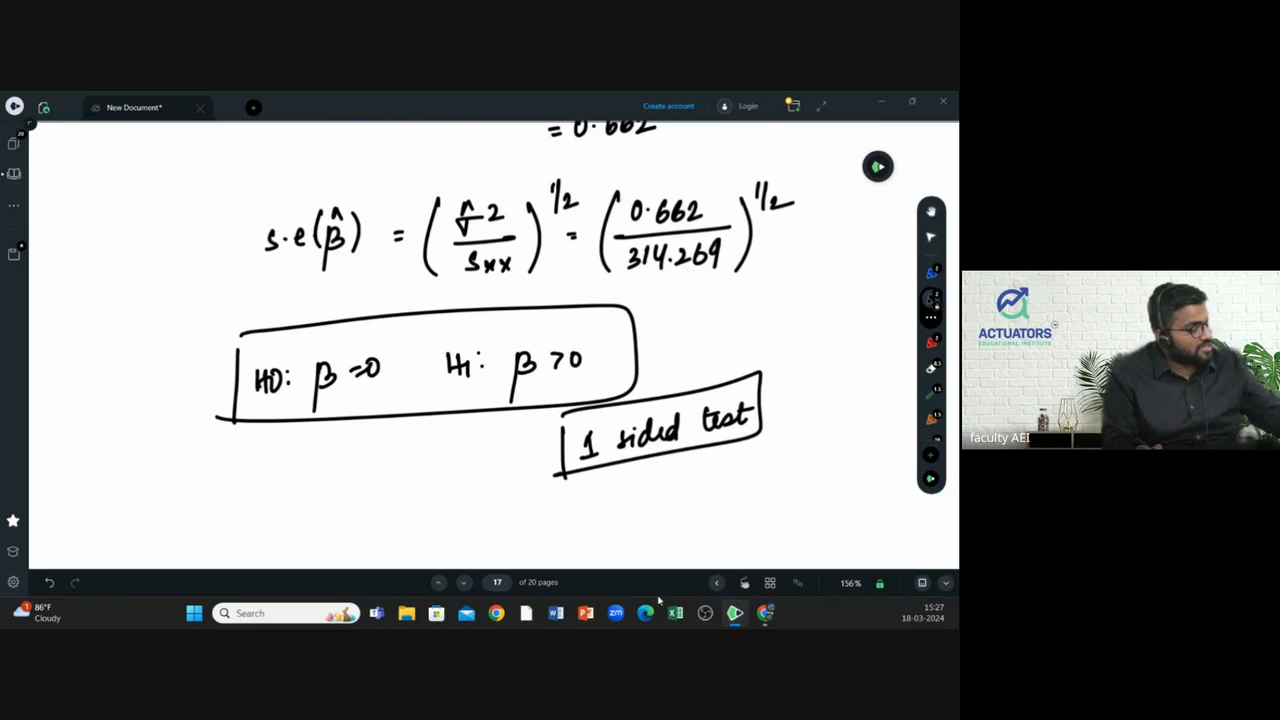 New Document*
Create account
Login
= 0.662
s.e(β̂) = (σ̂2 / Sxx)^1/2 = (0.662 / 314.269)^1/2
H0: β =0 H1: β >0
1 sided test
17 of 20 pages
156%
86°F
Cloudy
Search
15:27
18-03-2024
ACTUATORS
EDUCATIONAL INSTITUTE
faculty AEI